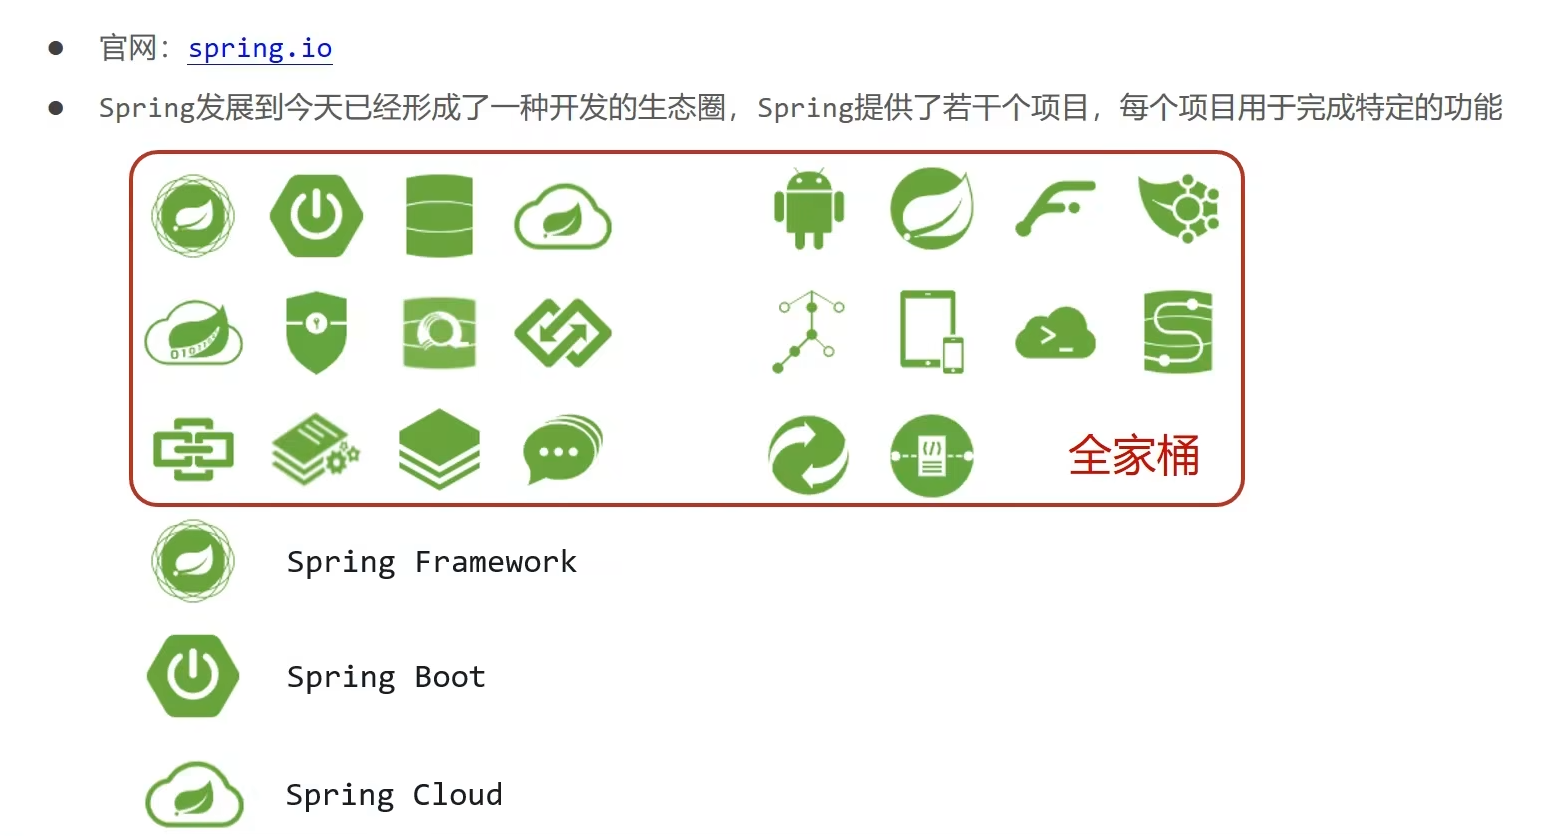 官网：spring.io
Spring发展到今天已经形成了一种开发的生态圈，Spring提供了若干个项目，每个项目用于完成特定的功能
全家桶
Spring Framework
Spring Boot
Spring Cloud